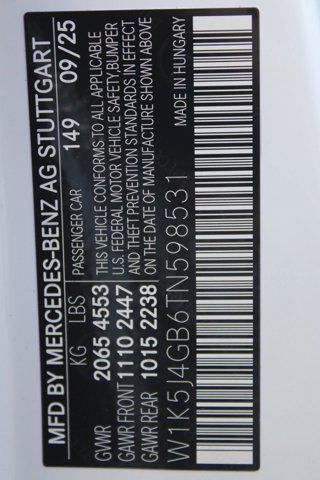 MFD BY MERCEDES-BENZ AG STUTTGART
KG LBS PASSENGER CAR 149 09/25
GWR 2065 4553
GAWR FRONT 1110 2447
GAWR REAR 1015 2238
THIS VEHICLE CONFORMS TO ALL APPLICABLE
U.S. FEDERAL MOTOR VEHICLE SAFETY,BUMPER
AND THEFT PREVENTION STANDARDS IN EFFECT
ON THE DATE OF MANUFACTURE SHOWN ABOVE
W1K5J4GB6TN598531
MADE IN HUNGARY